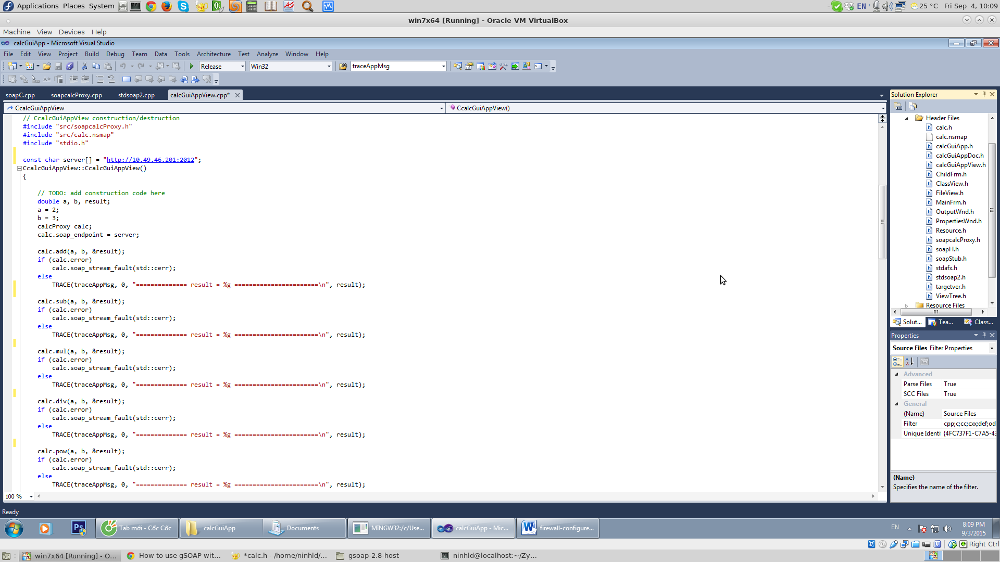 Applications Places System EN 25 °C Fri Sep 4, 10:09
win7x64 [Running] - Oracle VM VirtualBox
Machine View Devices Help
calcGuiApp - Microsoft Visual Studio
File Edit View Project Build Debug Team Data Tools Architecture Test Analyze Window Help
Release Win32 traceAppMsg
soapC.cpp soapcalcProxy.cpp stdsoap2.cpp calcGuiAppView.cpp*
CcalcGuiAppView CcalcGuiAppView()
// CcalcGuiAppView construction/destruction
#include "src/soapcalcProxy.h"
#include "src/calc.nsmap"
#include "stdio.h"
const char server[] = "http://10.49.46.201:2012";
CcalcGuiAppView::CcalcGuiAppView()
{
// TODO: add construction code here
double a, b, result;
a = 2;
b = 3;
calcProxy calc;
calc.soap_endpoint = server;
calc.add(a, b, &result);
if (calc.error)
calc.soap_stream_fault(std::cerr);
else
TRACE(traceAppMsg, 0, "============== result = %g =======================\n", result);
calc.sub(a, b, &result);
if (calc.error)
calc.soap_stream_fault(std::cerr);
else
TRACE(traceAppMsg, 0, "============== result = %g =======================\n", result);
calc.mul(a, b, &result);
if (calc.error)
calc.soap_stream_fault(std::cerr);
else
TRACE(traceAppMsg, 0, "============== result = %g =======================\n", result);
calc.div(a, b, &result);
if (calc.error)
calc.soap_stream_fault(std::cerr);
else
TRACE(traceAppMsg, 0, "============== result = %g =======================\n", result);
calc.pow(a, b, &result);
if (calc.error)
calc.soap_stream_fault(std::cerr);
else
TRACE(traceAppMsg, 0, "============== result = %g =======================\n", result);
100 %
Solution Explorer
Header Files
calc.h
calc.nsmap
calcGuiApp.h
calcGuiAppDoc.h
calcGuiAppView.h
ChildFrm.h
ClassView.h
FileView.h
MainFrm.h
OutputWnd.h
PropertiesWnd.h
Resource.h
soapcalcProxy.h
soapH.h
soapStub.h
stdafx.h
stdsoap2.h
targetver.h
ViewTree.h
Resource Files
Solut... Tea... Class...
Properties
Source Files Filter Properties
Advanced
Parse Files True
SCC Files True
General
(Name) Source Files
Filter cpp;c;cc;cxx;def;od
Unique Identi {4FC737F1-C7A5-43
(Name)
Specifies the name of the filter.
Ready
Ps Tab mới - Cốc Cốc calcGuiApp Documents MINGW32:/c/Use... calcGuiApp - Mic... firewall-configure... EN 8:09 PM
9/3/2015
Right Ctrl
win7x64 [Running] - O... How to use gSOAP wit... *calc.h - /home/ninhld/... gsoap-2.8-host ninhld@localhost:~/Zy...